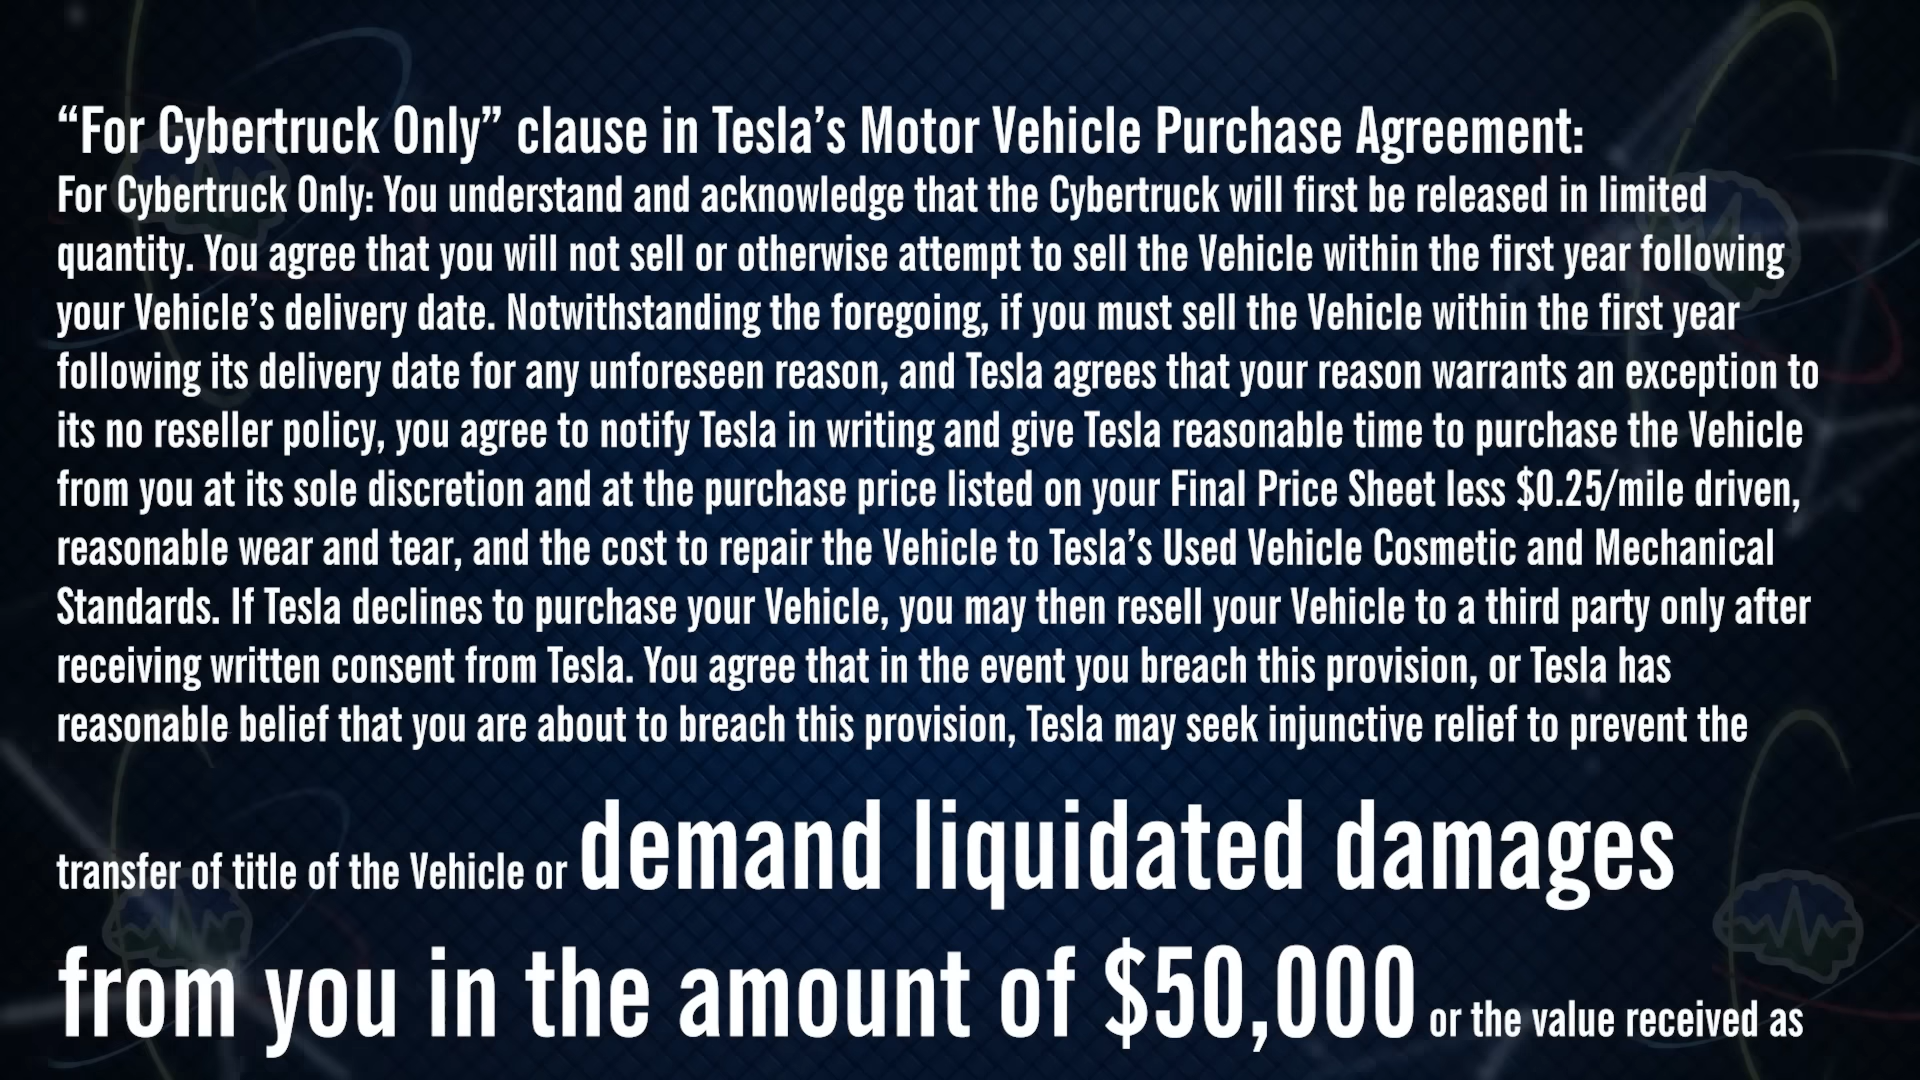 “For Cybertruck Only” clause in Tesla’s Motor Vehicle Purchase Agreement:
For Cybertruck Only: You understand and acknowledge that the Cybertruck will first be released in limited
quantity. You agree that you will not sell or otherwise attempt to sell the Vehicle within the first year following
your Vehicle’s delivery date. Notwithstanding the foregoing, if you must sell the Vehicle within the first year
following its delivery date for any unforeseen reason, and Tesla agrees that your reason warrants an exception to
its no reseller policy, you agree to notify Tesla in writing and give Tesla reasonable time to purchase the Vehicle
from you at its sole discretion and at the purchase price listed on your Final Price Sheet less $0.25/mile driven,
reasonable wear and tear, and the cost to repair the Vehicle to Tesla’s Used Vehicle Cosmetic and Mechanical
Standards. If Tesla declines to purchase your Vehicle, you may then resell your Vehicle to a third party only after
receiving written consent from Tesla. You agree that in the event you breach this provision, or Tesla has
reasonable belief that you are about to breach this provision, Tesla may seek injunctive relief to prevent the
transfer of title of the Vehicle or demand liquidated damages
from you in the amount of $50,000 or the value received as